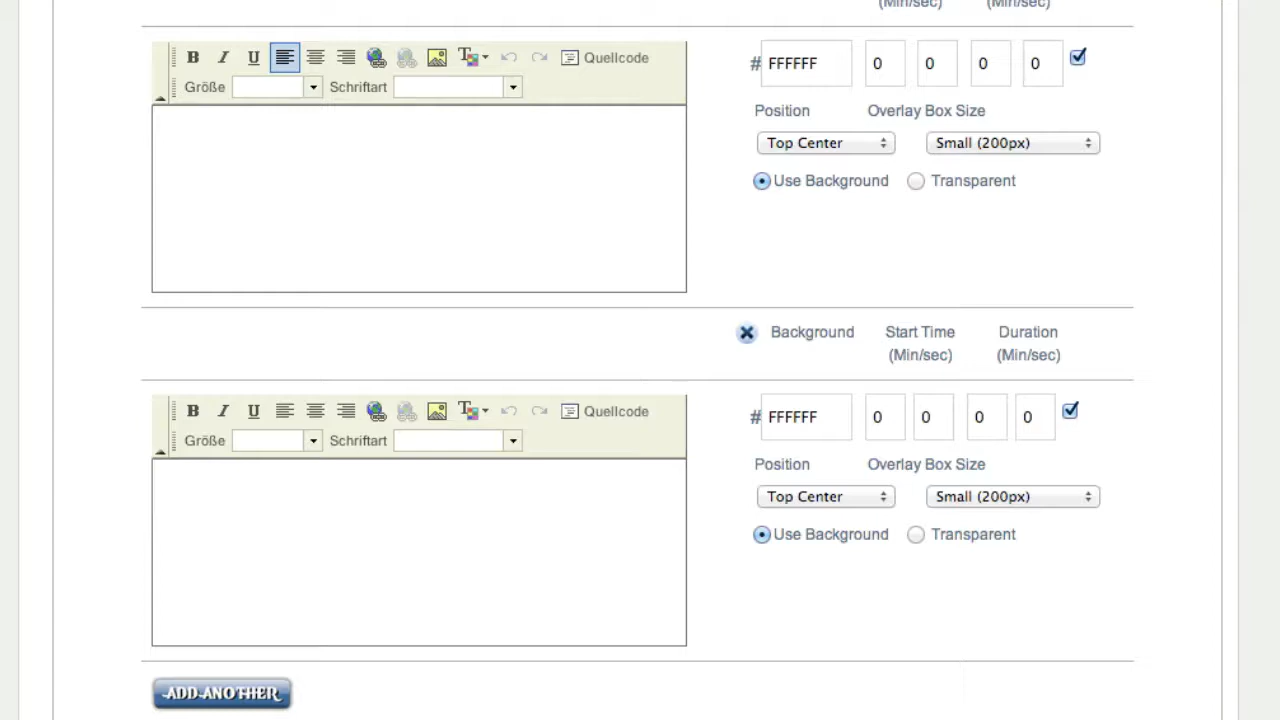 (Min/sec) (Min/sec)
B I U Quellcode
Größe Schriftart
# FFFFFF 0 0 0 0
Position Overlay Box Size
Top Center Small (200px)
Use Background Transparent
Background Start Time Duration
(Min/sec) (Min/sec)
B I U Quellcode
Größe Schriftart
# FFFFFF 0 0 0 0
Position Overlay Box Size
Top Center Small (200px)
Use Background Transparent
ADD ANOTHER